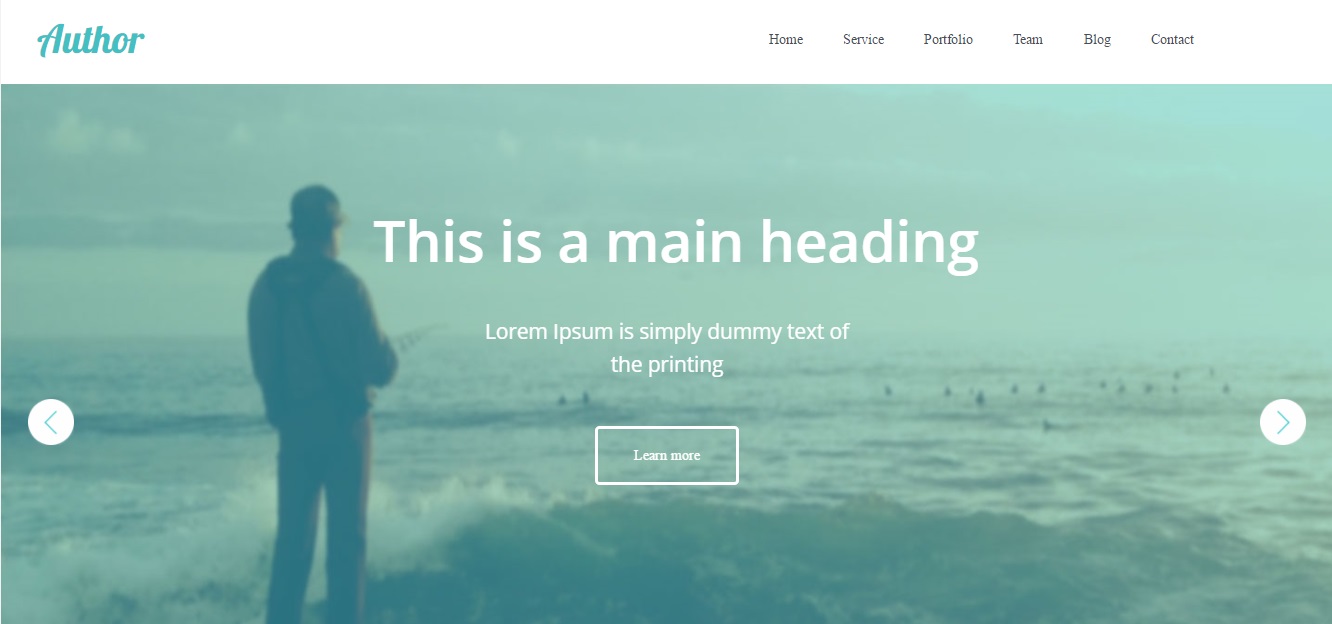 Author
Home Service Portfolio Team Blog Contact
This is a main heading
Lorem Ipsum is simply dummy text of
the printing
Learn more